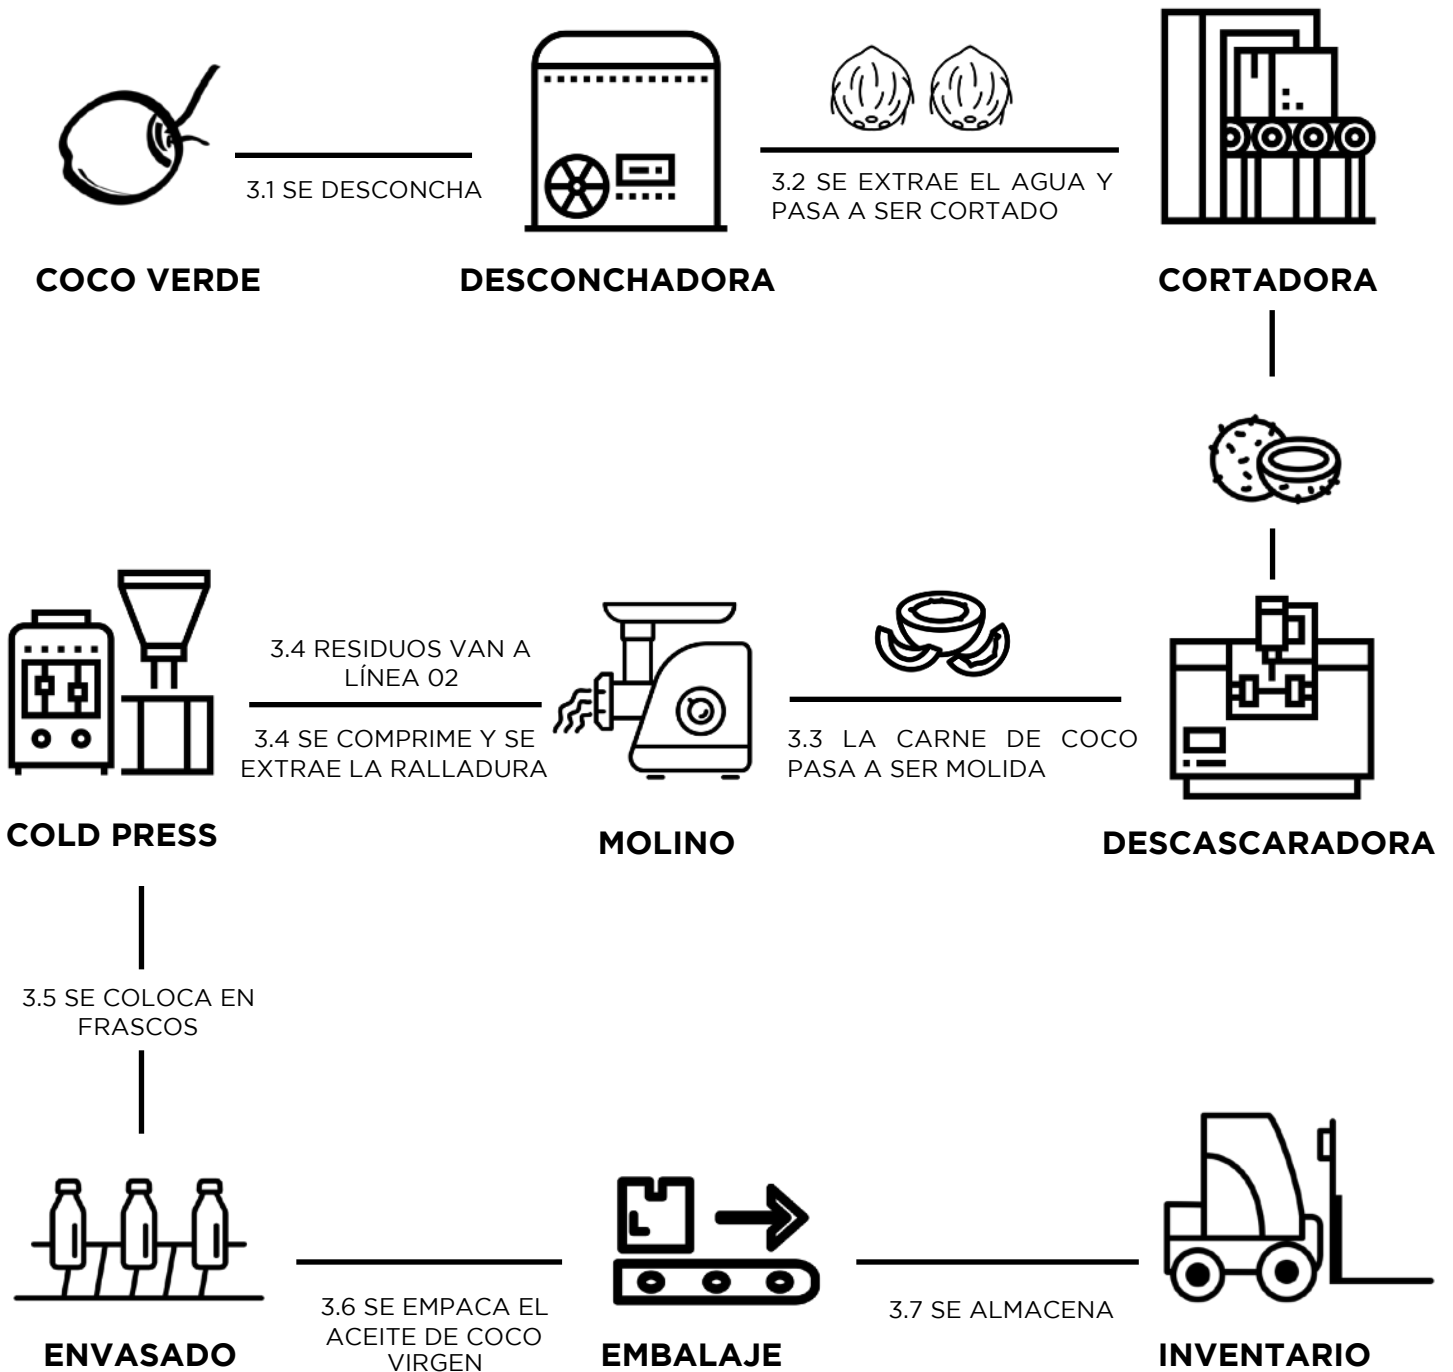 3.1 SE DESCONCHA
3.2 SE EXTRAE EL AGUA Y
PASA A SER CORTADO
COCO VERDE
DESCONCHADORA
CORTADORA
3.4 RESIDUOS VAN A
LÍNEA 02
3.4 SE COMPRIME Y SE
EXTRAE LA RALLADURA
3.3 LA CARNE DE COCO
PASA A SER MOLIDA
COLD PRESS
MOLINO
DESCASCARADORA
3.5 SE COLOCA EN
FRASCOS
3.6 SE EMPACA EL
ACEITE DE COCO
VIRGEN
3.7 SE ALMACENA
ENVASADO
EMBALAJE
INVENTARIO